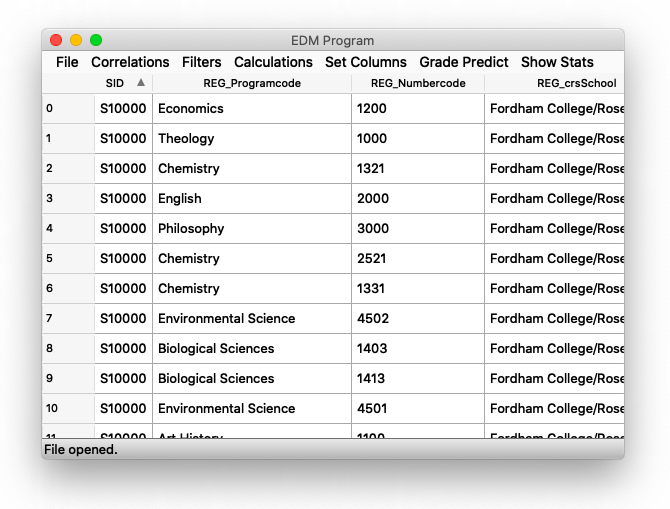 EDM Program
File Correlations Filters Calculations Set Columns Grade Predict Show Stats
SID REG_Programcode REG_Numbercode REG_crsSchool
0 S10000 Economics 1200 Fordham College/Rose
1 S10000 Theology 1000 Fordham College/Rose
2 S10000 Chemistry 1321 Fordham College/Rose
3 S10000 English 2000 Fordham College/Rose
4 S10000 Philosophy 3000 Fordham College/Rose
5 S10000 Chemistry 2521 Fordham College/Rose
6 S10000 Chemistry 1331 Fordham College/Rose
7 S10000 Environmental Science 4502 Fordham College/Rose
8 S10000 Biological Sciences 1403 Fordham College/Rose
9 S10000 Biological Sciences 1413 Fordham College/Rose
10 S10000 Environmental Science 4501 Fordham College/Rose
11 S10000 Art History 1100 Fordham College/Rose
File opened.